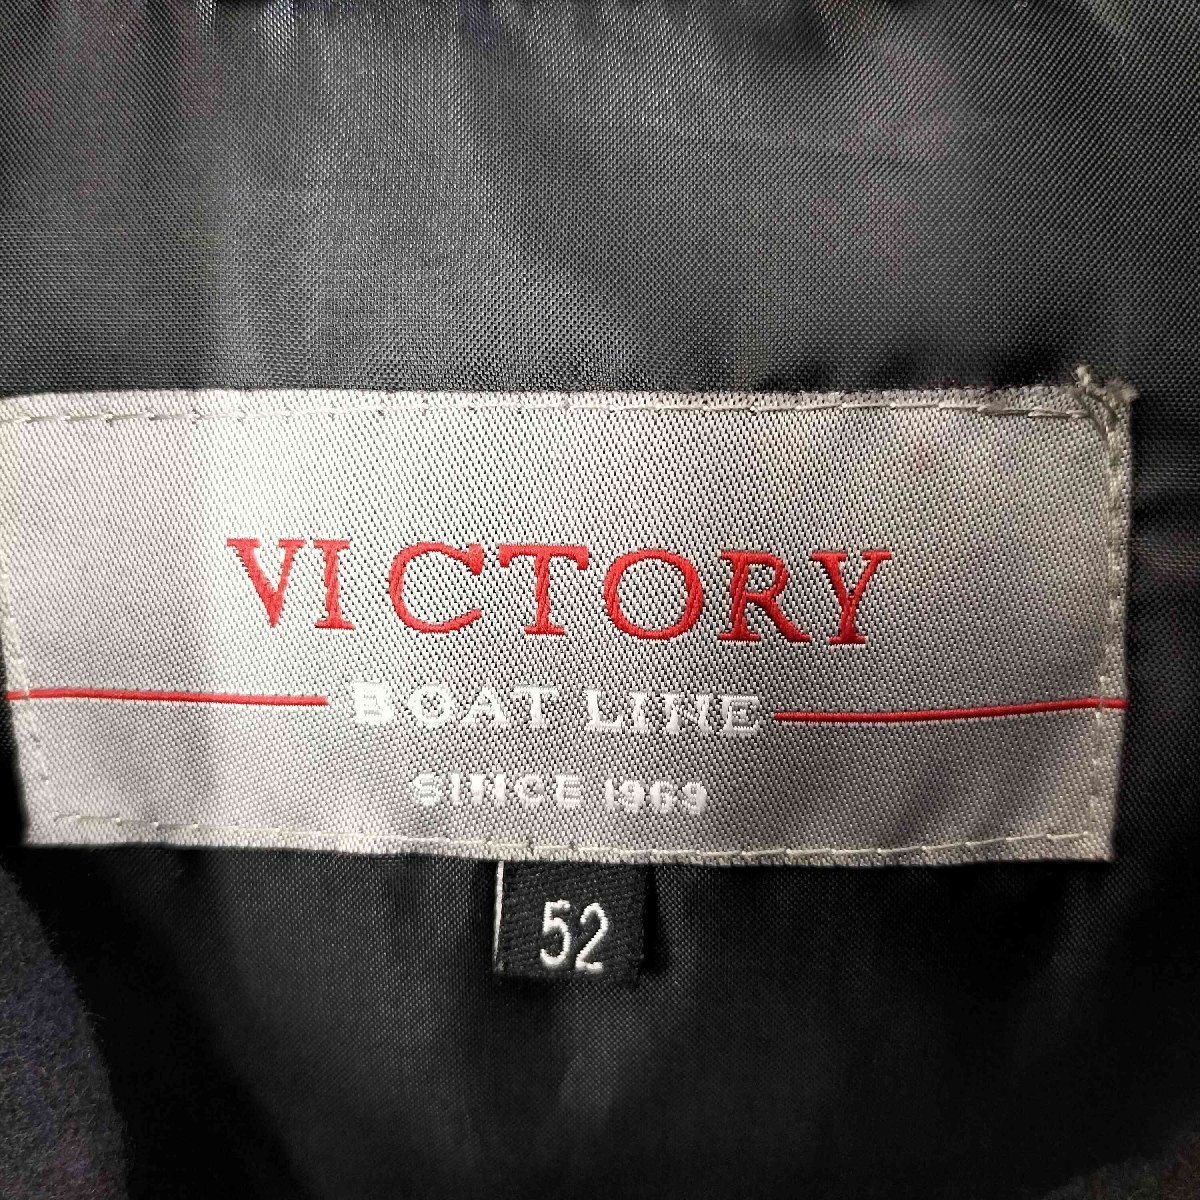 VICTORY
BOAT LINE
SINCE 1969
52